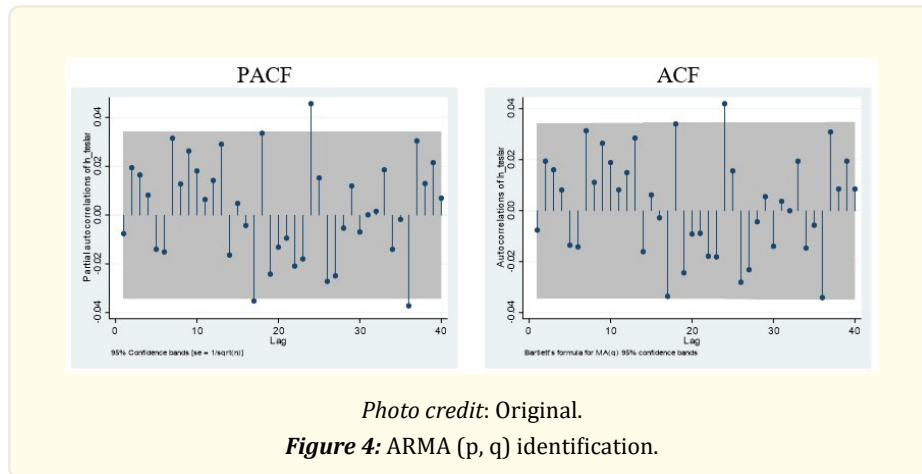 PACF
Partial autocorrelations of ln_teslar
0.04
0.02
0.00
-0.02
-0.04
0
10
20
30
40
Lag
95% Confidence bands [se = 1/sqrt(n)]
ACF
Autocorrelations of ln_teslar
0.04
0.02
0.00
-0.02
-0.04
0
10
20
30
40
Lag
Bartlett's formula for MA(q) 95% confidence bands
Photo credit: Original.
Figure 4: ARMA (p, q) identification.